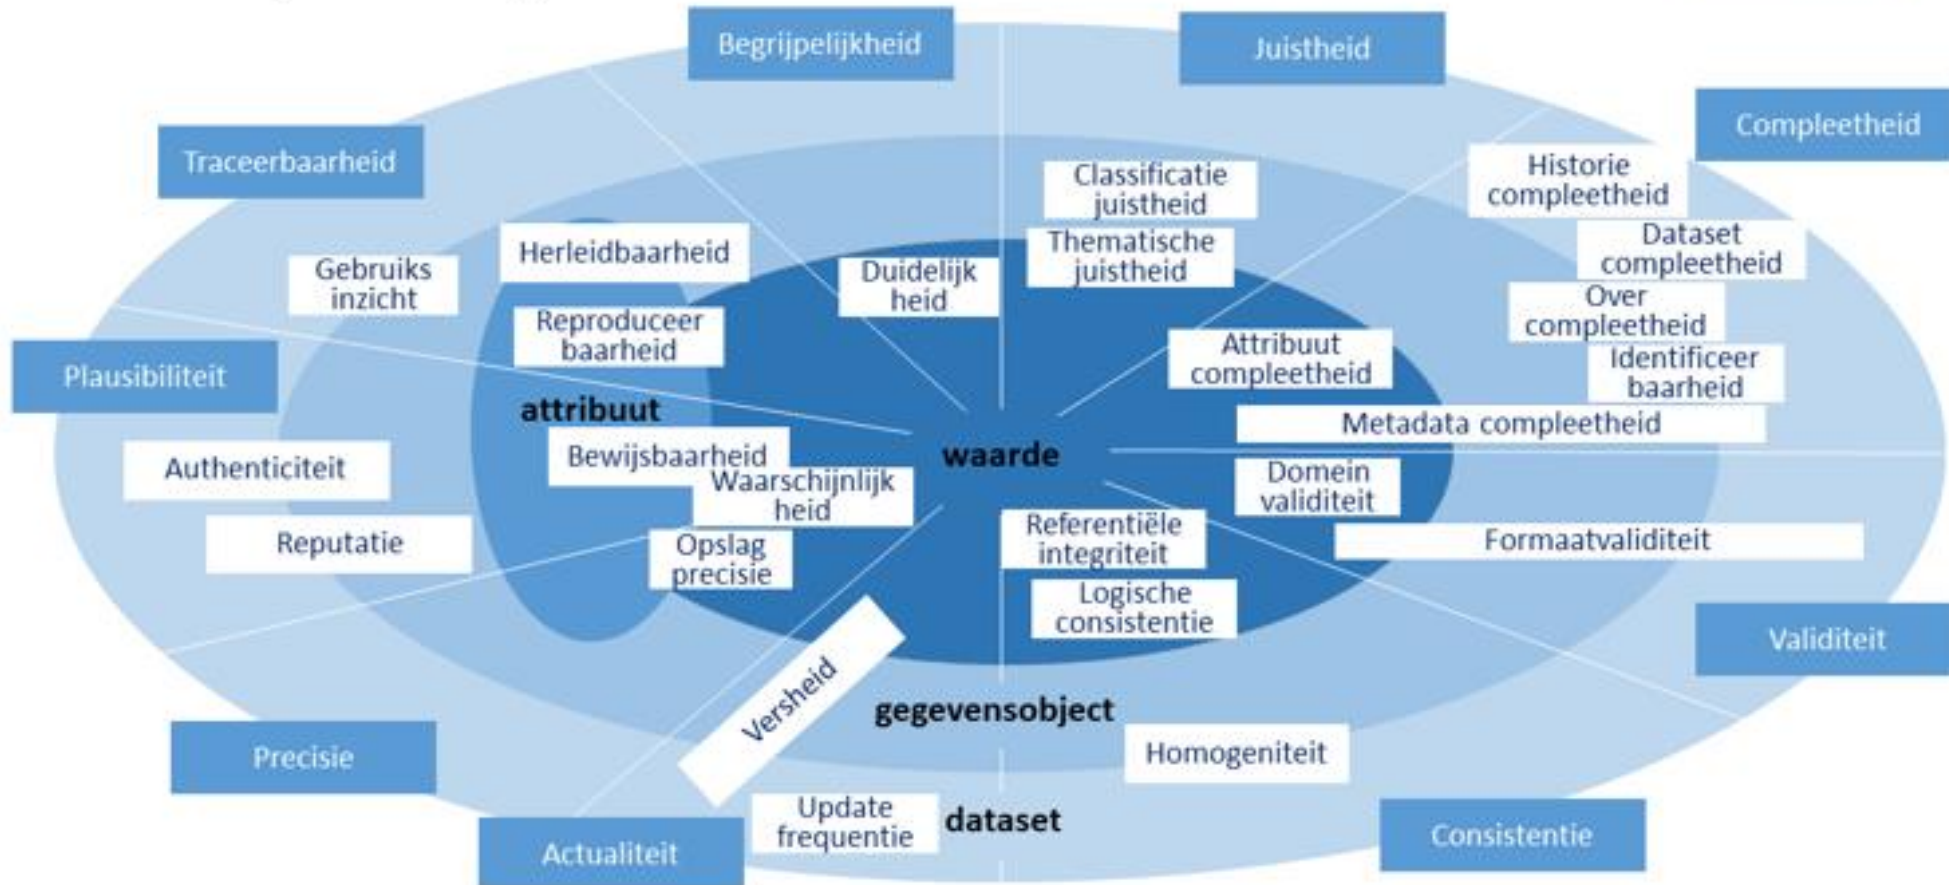 Begrijpelijkheid
Juistheid
Compleetheid
Traceerbaarheid
Historie
compleetheid
Classificatie
juistheid
Dataset
compleetheid
Herleidbaarheid
Thematische
juistheid
Gebruiks
inzicht
Duidelijk
heid
Over
compleetheid
Reproduceer
baarheid
Attribuut
compleetheid
Identificeer
baarheid
Plausibiliteit
attribuut
Metadata compleetheid
waarde
Bewijsbaarheid
Authenticiteit
Waarschijnlijk
heid
Domein
validiteit
Referentiële
integriteit
Reputatie
Formaatvaliditeit
Opslag
precisie
Logische
consistentie
Validiteit
Versheid
gegevensobject
Precisie
Homogeniteit
Update
frequentie
dataset
Consistentie
Actualiteit